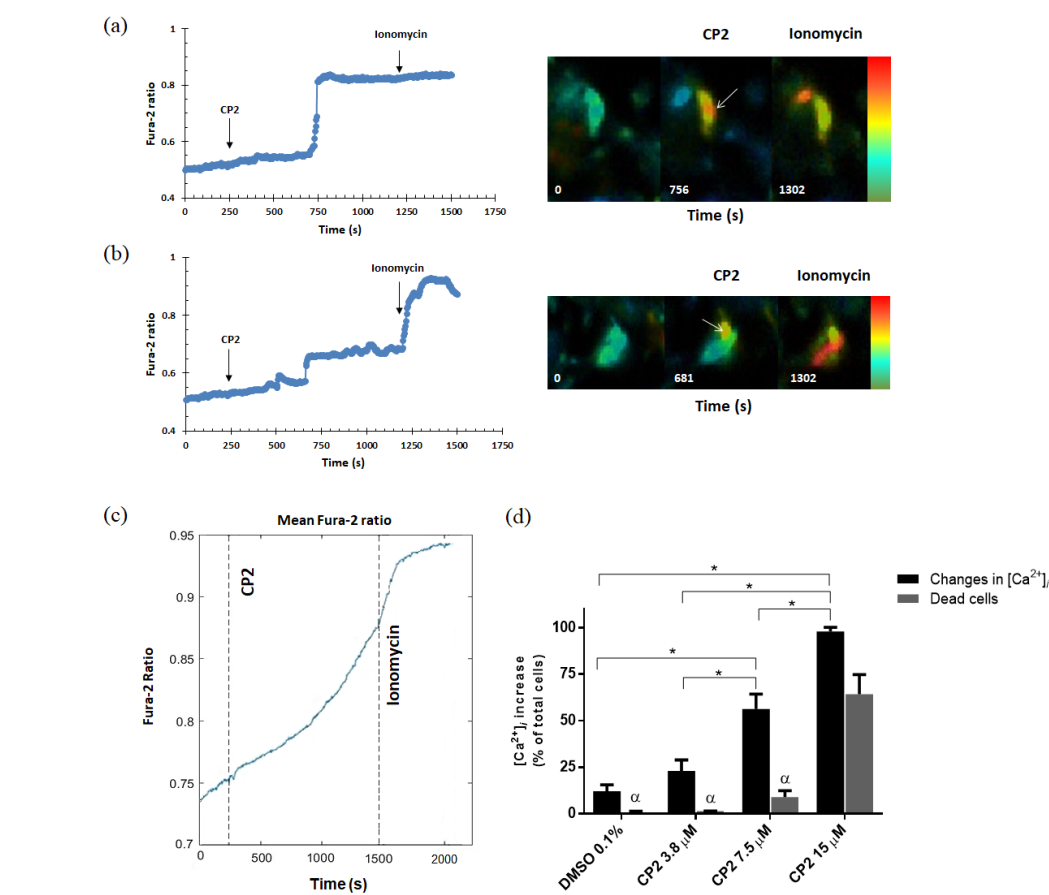 (a)
1
0.8
0.6
0.4
Fura-2 ratio
CP2
Ionomycin
0 250 500 750 1000 1250 1500 1750
Time (s)
CP2 Ionomycin
0 756 1302
Time (s)
(b)
1
0.8
0.6
0.4
Fura-2 ratio
CP2
Ionomycin
0 250 500 750 1000 1250 1500 1750
Time (s)
CP2 Ionomycin
0 681 1302
Time (s)
(c)
Mean Fura-2 ratio
0.95
0.9
0.85
0.8
0.75
0.7
Fura-2 Ratio
CP2
Ionomycin
0 500 1000 1500 2000
Time (s)
(d)
* 
*
*
*
*
Changes in [Ca2+]i
Dead cells
100
75
50
25
0
[Ca2+]i increase
(% of total cells)
α α α
DMSO 0.1%
CP2 3.8 μM
CP2 7.5 μM
CP2 15 μM